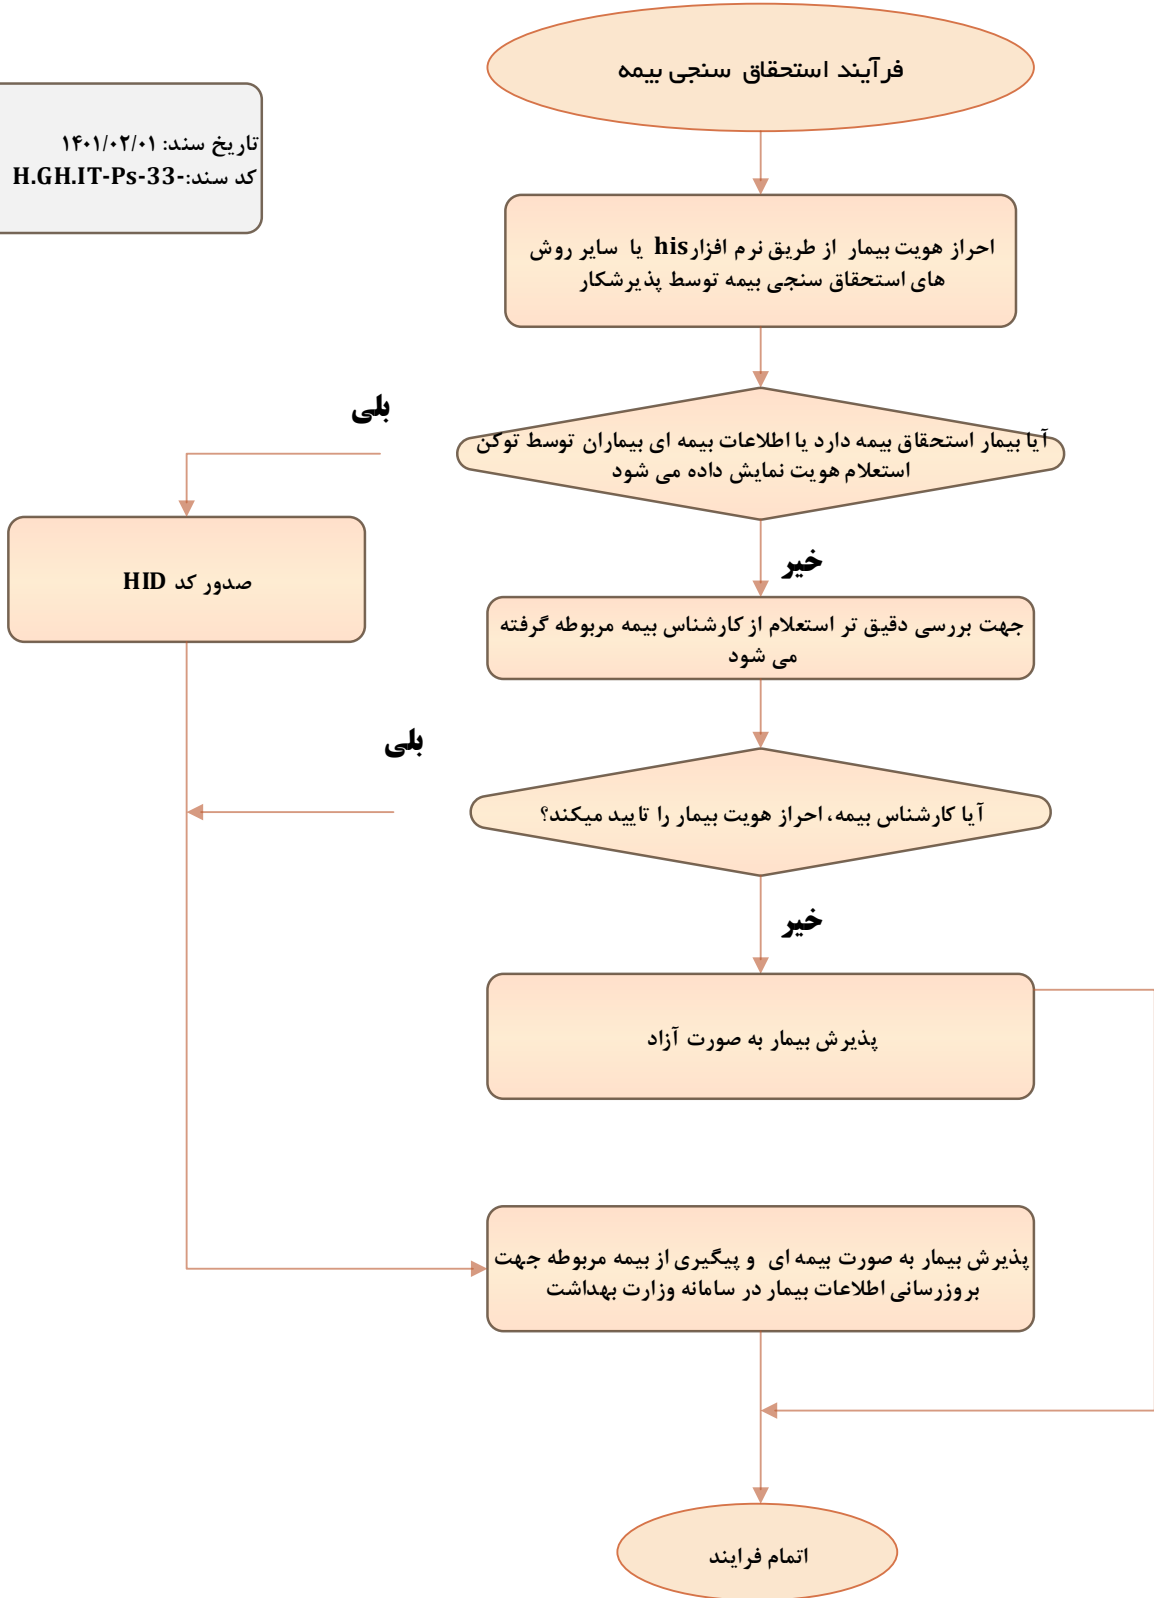 فرآیند استحقاق سنجی بیمه
تاریخ سند: ۱۴۰۱/۰۲/۰۱
کد سند:-H.GH.IT-Ps-33
احراز هویت بیمار از طریق نرم افزارhis یا سایر روش
های استحقاق سنجی بیمه توسط پذیرشکار
بلی
آیا بیمار استحقاق بیمه دارد یا اطلاعات بیمه ای بیماران توسط توکن
استعلام هویت نمایش داده می شود
خیر
صدور کد HID
جهت بررسی دقیق تر استعلام از کارشناس بیمه مربوطه گرفته
می شود
بلی
آیا کارشناس بیمه، احراز هویت بیمار را تایید میکند؟
خیر
پذیرش بیمار به صورت آزاد
پذیرش بیمار به صورت بیمه ای و پیگیری از بیمه مربوطه جهت
بروزرسانی اطلاعات بیمار در سامانه وزارت بهداشت
اتمام فرایند